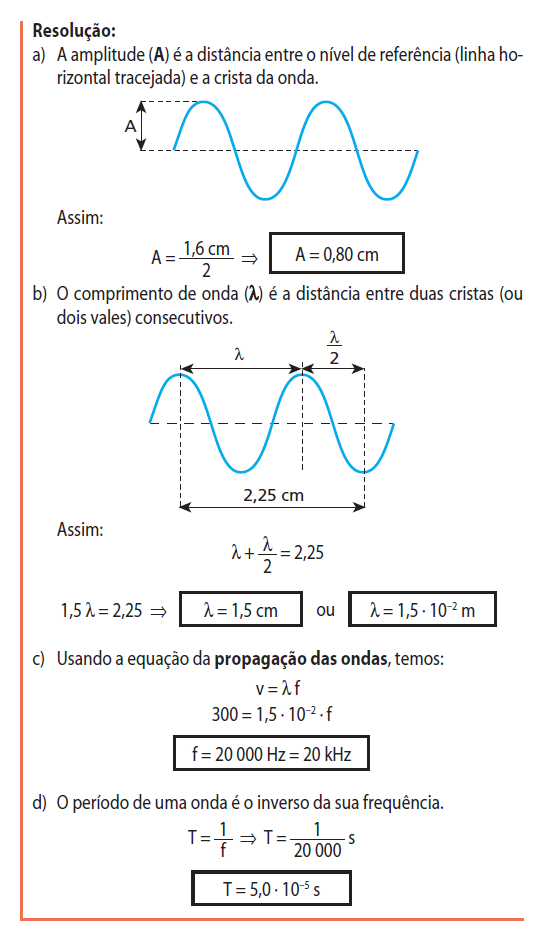 Resolução:
a) A amplitude (A) é a distância entre o nível de referência (linha ho-
rizontal tracejada) e a crista da onda.
A
Assim:
A = 1,6 cm / 2 ⇒ A = 0,80 cm
b) O comprimento de onda (λ) é a distância entre duas cristas (ou
dois vales) consecutivos.
λ λ/2
2,25 cm
Assim:
λ + λ/2 = 2,25
1,5 λ = 2,25 ⇒ λ = 1,5 cm ou λ = 1,5 · 10⁻² m
c) Usando a equação da propagação das ondas, temos:
v = λ f
300 = 1,5 · 10⁻² · f
f = 20 000 Hz = 20 kHz
d) O período de uma onda é o inverso da sua frequência.
T = 1/f ⇒ T = 1/20 000 s
T = 5,0 · 10⁻⁵ s